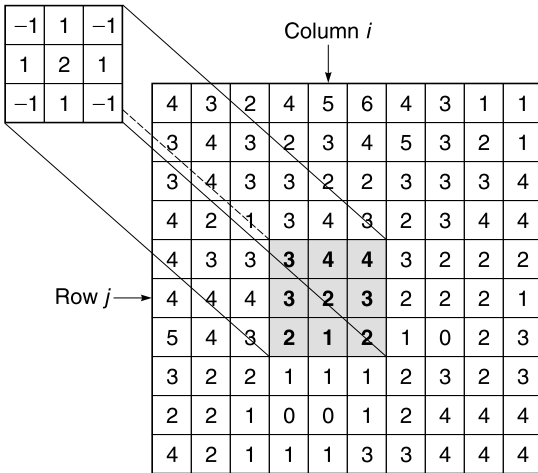 −1 1 −1
1 2 1
−1 1 −1
Column i
4 3 2 4 5 6 4 3 1 1
3 4 3 2 3 4 5 3 2 1
3 4 3 3 2 2 3 3 3 4
4 2 1 3 4 3 2 3 4 4
4 3 3 3 4 4 3 2 2 2
Row j 4 4 4 3 2 3 2 2 2 1
5 4 3 2 1 2 1 0 2 3
3 2 2 1 1 1 2 3 2 3
2 2 1 0 0 1 2 4 4 4
4 2 1 1 1 3 3 4 4 4